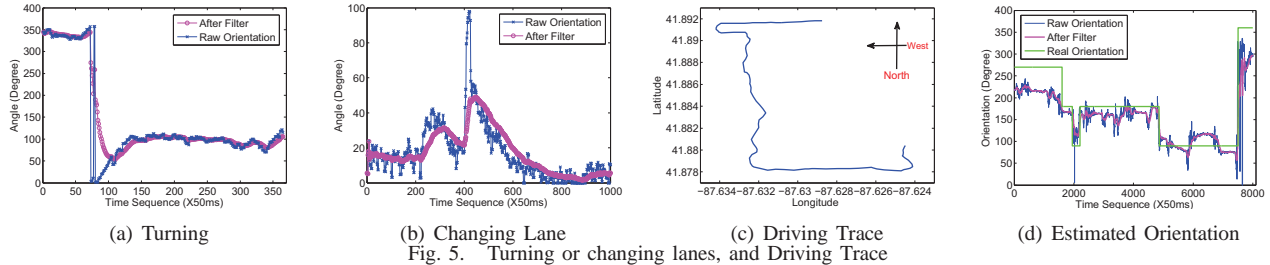 Angle (Degree)
400
350
300
250
200
150
100
50
0
0 50 100 150 200 250 300 350
Time Sequence (X50ms)
After Filter
Raw Orientation
(a) Turning
Angle (Degree)
100
80
60
40
20
0
0 200 400 600 800 1000
Time Sequence (X50ms)
Raw Orientation
After Filter
(b) Changing Lane
Latitude
41.892
41.89
41.888
41.886
41.884
41.882
41.88
41.878
−87.634 −87.632 −87.63 −87.628 −87.626 −87.624
Longitude
West
North
(c) Driving Trace
Orientation (Degree)
400
350
300
250
200
150
100
50
0
0 2000 4000 6000 8000
Time Sequence (X50ms)
Raw Orientation
After Filter
Real Orientation
(d) Estimated Orientation
Fig. 5. Turning or changing lanes, and Driving Trace